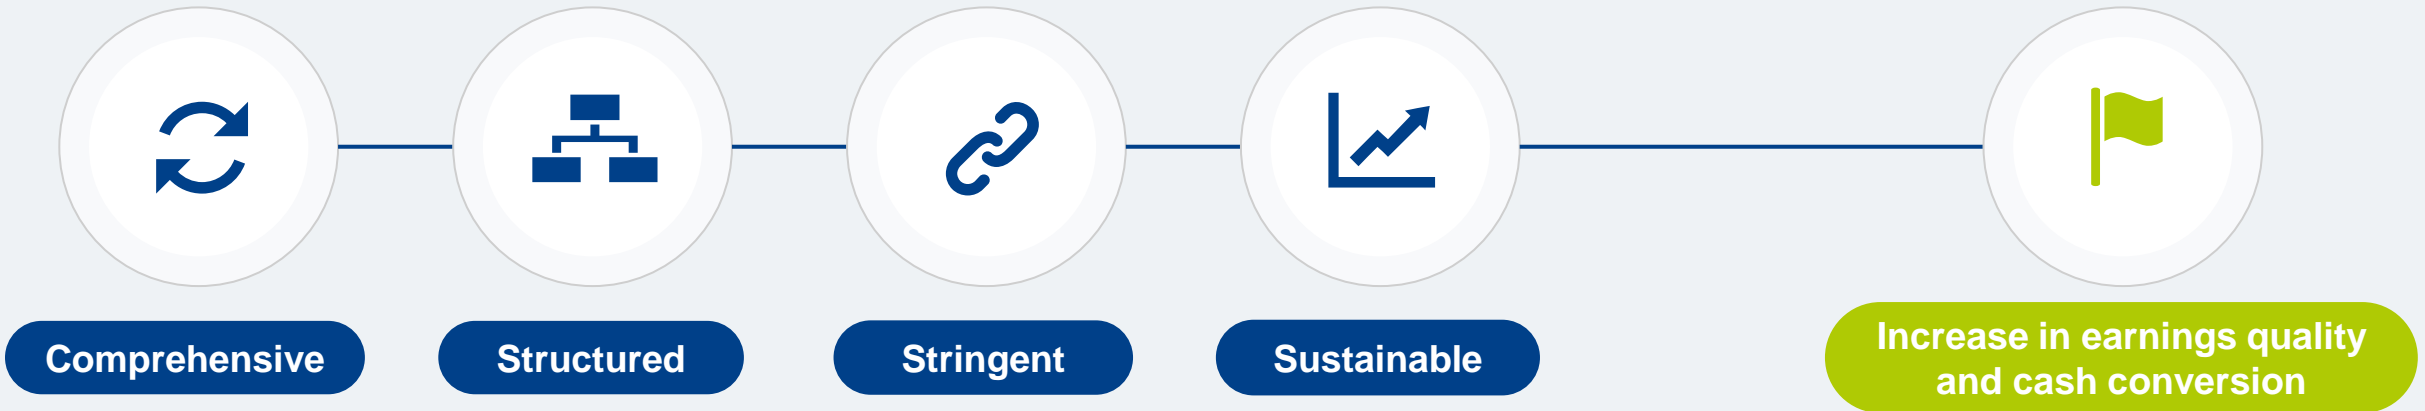 Comprehensive
Structured
Stringent
Sustainable
Increase in earnings quality
and cash conversion